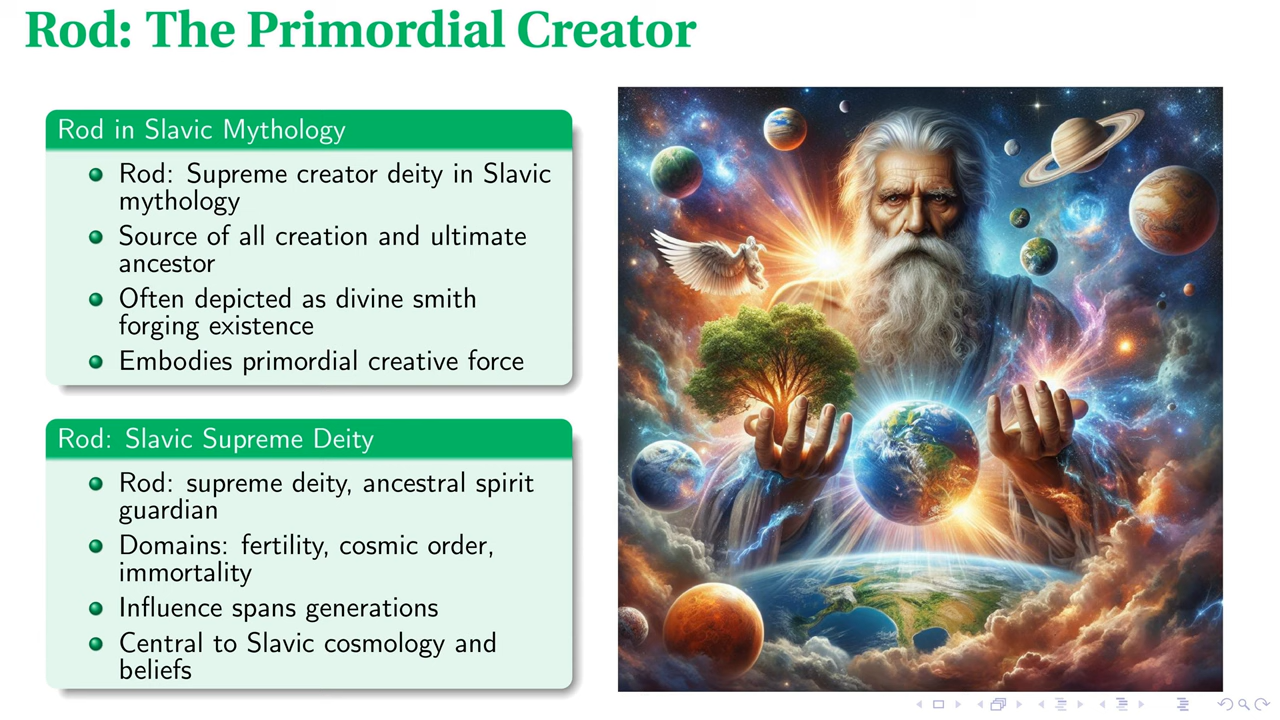 Rod: The Primordial Creator
Rod in Slavic Mythology
Rod: Supreme creator deity in Slavic
mythology
Source of all creation and ultimate
ancestor
Often depicted as divine smith
forging existence
Embodies primordial creative force
Rod: Slavic Supreme Deity
Rod: supreme deity, ancestral spirit
guardian
Domains: fertility, cosmic order,
immortality
Influence spans generations
Central to Slavic cosmology and
beliefs